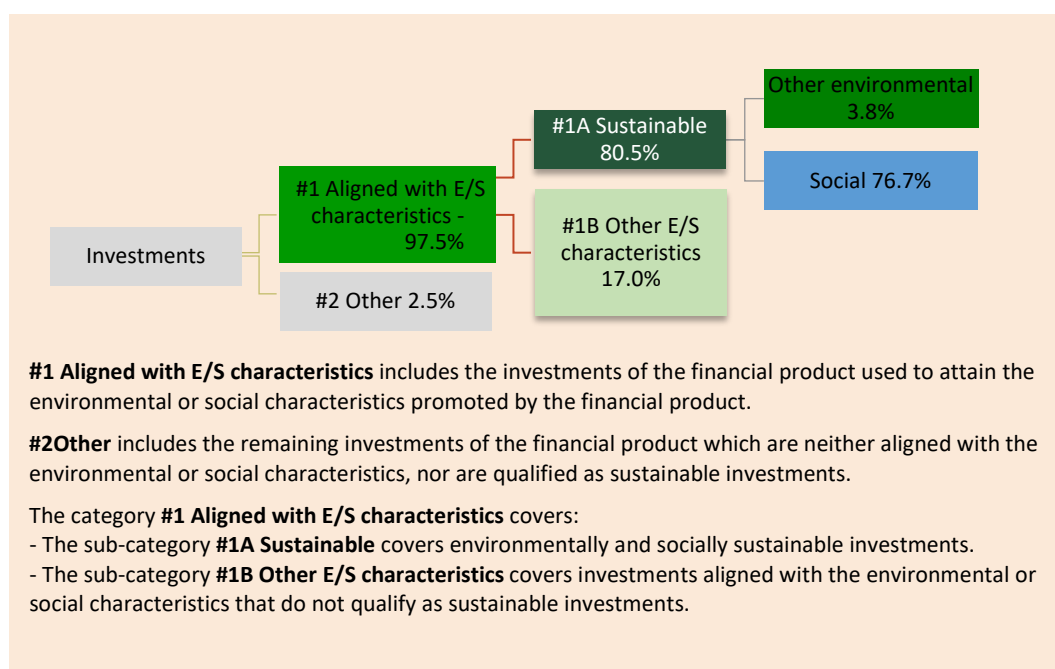 Other environmental
3.8%
#1A Sustainable
80.5%
Social 76.7%
#1 Aligned with E/S
characteristics -
97.5%
#1B Other E/S
characteristics
17.0%
Investments
#2 Other 2.5%
#1 Aligned with E/S characteristics includes the investments of the financial product used to attain the
environmental or social characteristics promoted by the financial product.
#2Other includes the remaining investments of the financial product which are neither aligned with the
environmental or social characteristics, nor are qualified as sustainable investments.
The category #1 Aligned with E/S characteristics covers:
- The sub-category #1A Sustainable covers environmentally and socially sustainable investments.
- The sub-category #1B Other E/S characteristics covers investments aligned with the environmental or
social characteristics that do not qualify as sustainable investments.